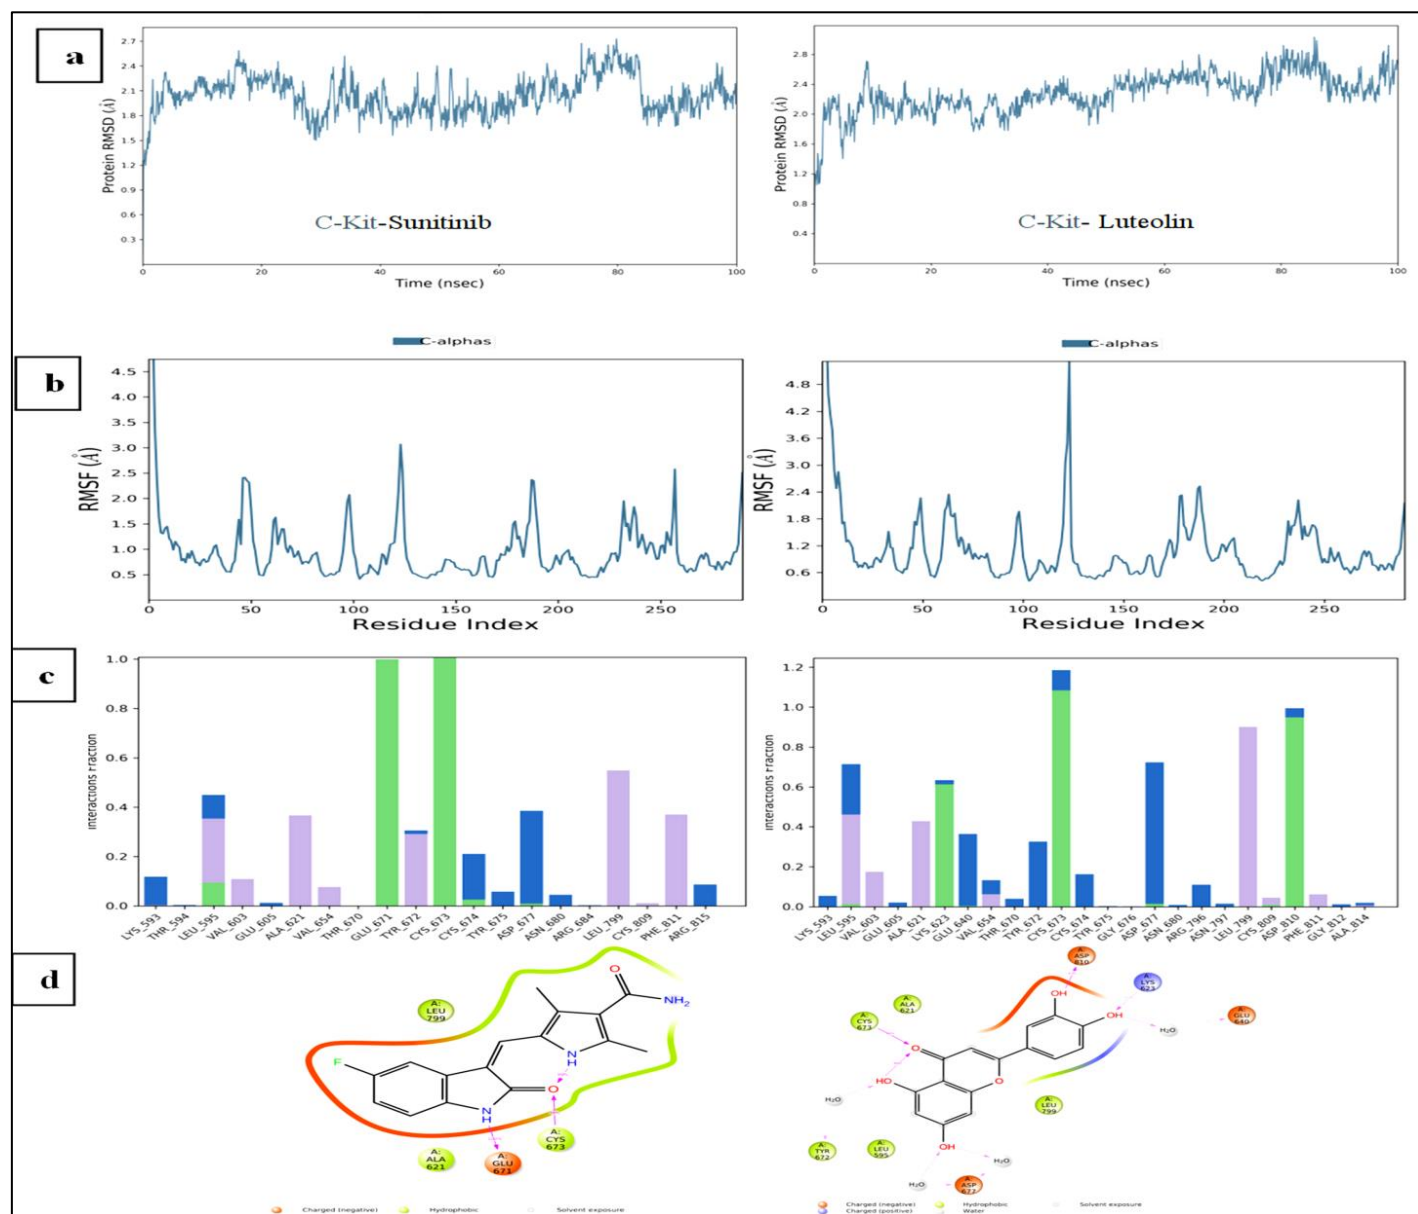 a
Protein RMSD (Å)
2.7
2.4
2.1
1.8
1.5
1.2
0.9
0.6
0.3
C-Kit-Sunitinib
0 20 40 60 80 100
Time (nsec)
Protein RMSD (Å)
2.8
2.4
2.0
1.6
1.2
0.8
0.4
C-Kit- Luteolin
0 20 40 60 80 100
Time (nsec)
b
C-alphas
RMSF (Å)
4.5
4.0
3.5
3.0
2.5
2.0
1.5
1.0
0.5
0 50 100 150 200 250
Residue Index
C-alphas
RMSF (Å)
4.8
4.2
3.6
3.0
2.4
1.8
1.2
0.6
0 50 100 150 200 250
Residue Index
c
Interactions Fraction
1.0
0.8
0.6
0.4
0.2
0.0
LYS_593 THR_594 LEU_595 VAL_603 GLU_605 ALA_621 VAL_654 THR_670 GLU_671 TYR_672 CYS_673 CYS_674 TYR_675 ASP_677 ASN_680 ARG_684 LEU_799 CYS_809 PHE_811 ARG_815
Interactions Fraction
1.2
1.0
0.8
0.6
0.4
0.2
0.0
LYS_593 LEU_595 VAL_603 GLU_605 ALA_621 LYS_623 GLU_640 VAL_654 THR_670 TYR_672 CYS_673 CYS_674 TYR_675 GLY_676 ASP_677 ASN_680 ARG_796 ASN_797 LEU_799 CYS_809 ASP_810 PHE_811 GLY_812 ALA_814
d
A:
LEU
799
O
NH₂
F
NH
O
NH
A:
ALA
621
A:
GLU
671
A:
CYS
673
Charged (negative) Hydrophobic Solvent exposure
A:
ASP
810
A:
LYS
623
A:
GLU
640
A:
ALA
621
A:
CYS
673
OH
OH
H₂O
O
HO
O
H₂O
A:
LEU
799
A:
TYR
672
A:
LEU
595
OH
H₂O
H₂O
A:
ASP
677
Charged (negative) Hydrophobic Solvent exposure
Charged (positive) Water